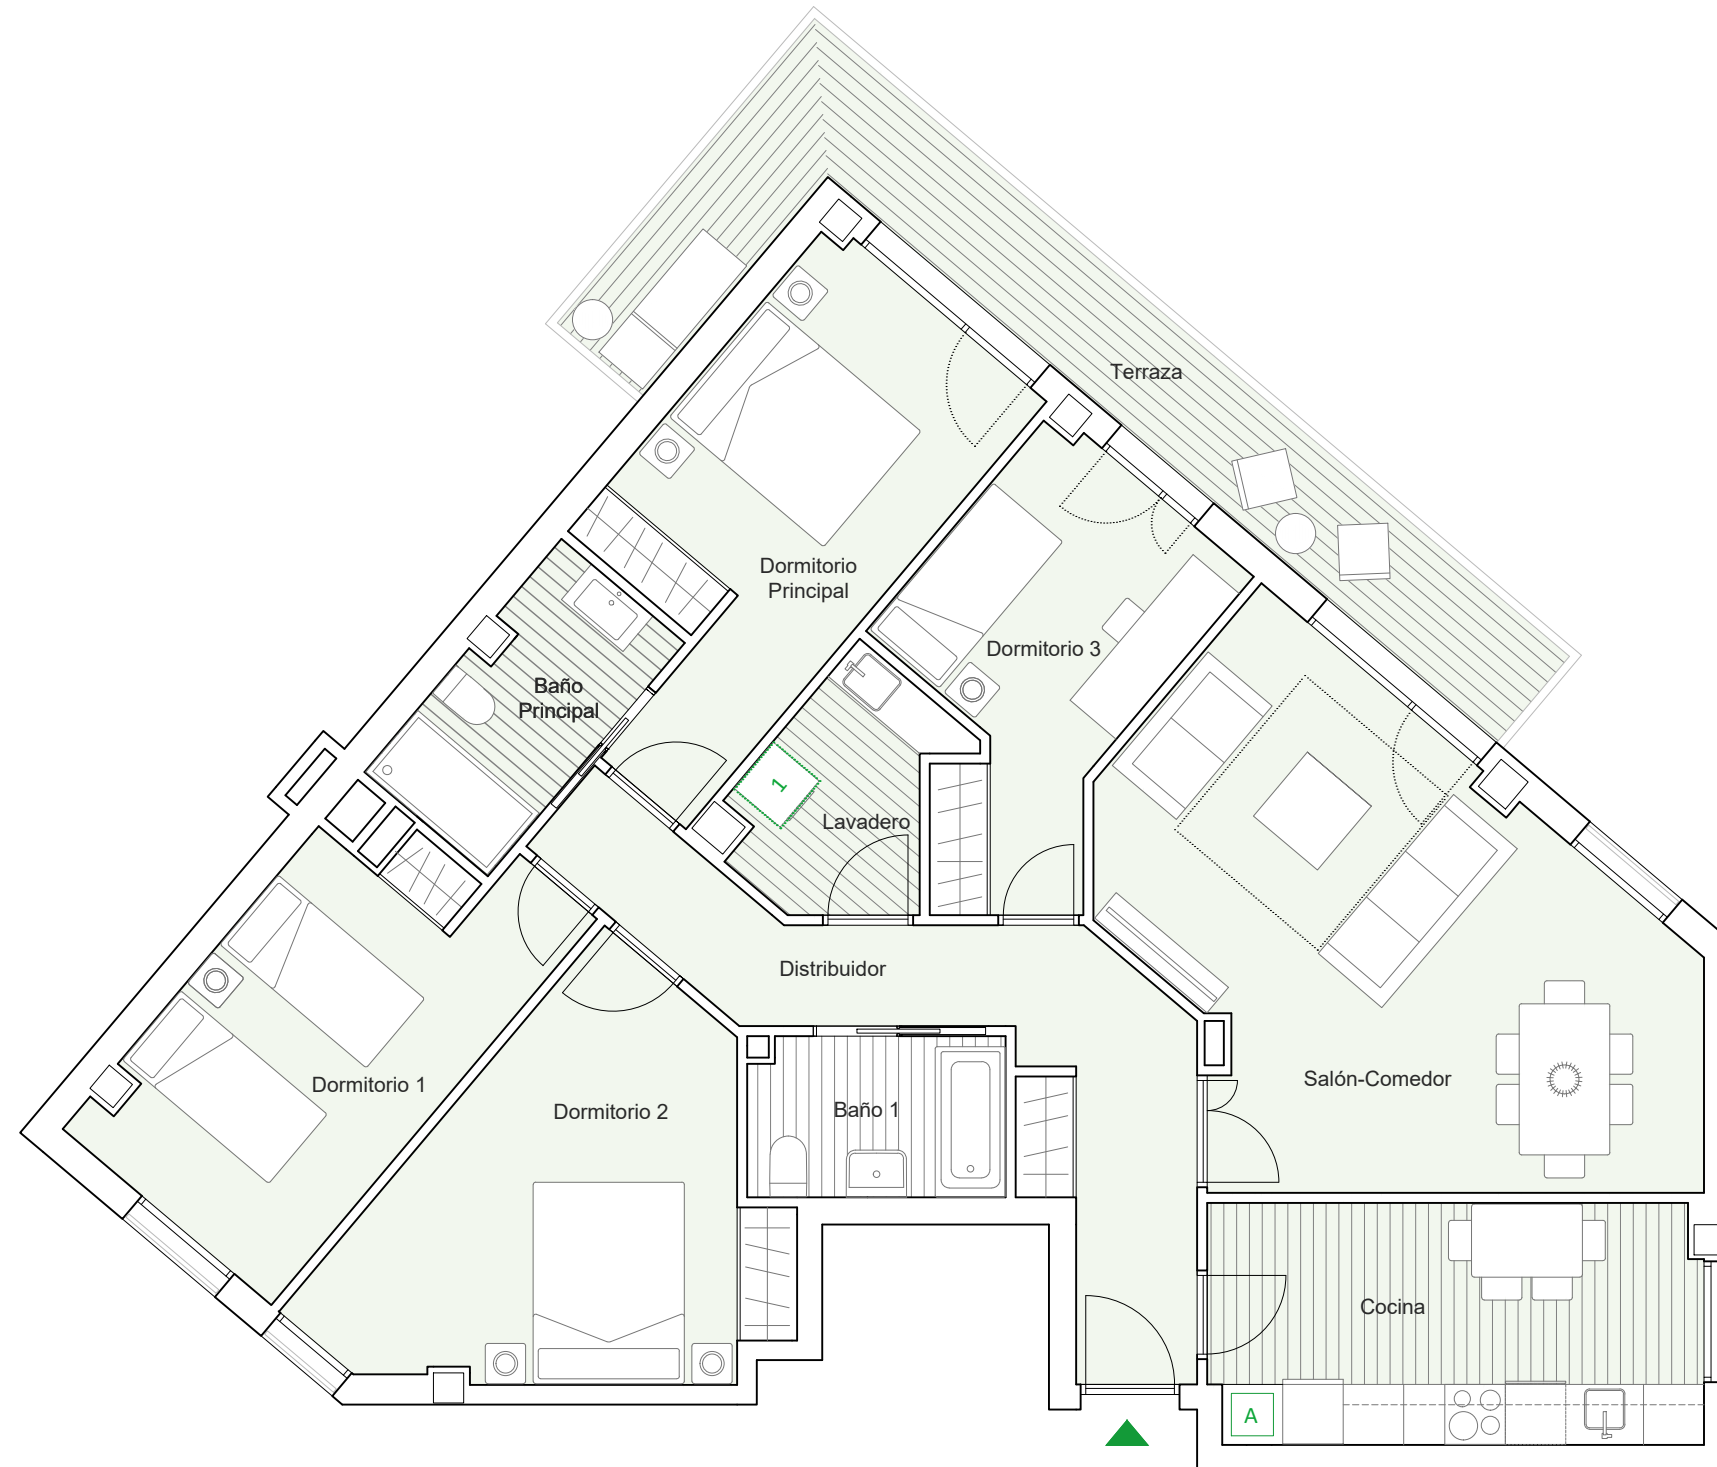 Terraza
Dormitorio
Principal
Dormitorio 3
Baño
Principal
1
Lavadero
Distribuidor
Salón-Comedor
Dormitorio 1
Dormitorio 2
Baño 1
Cocina
A